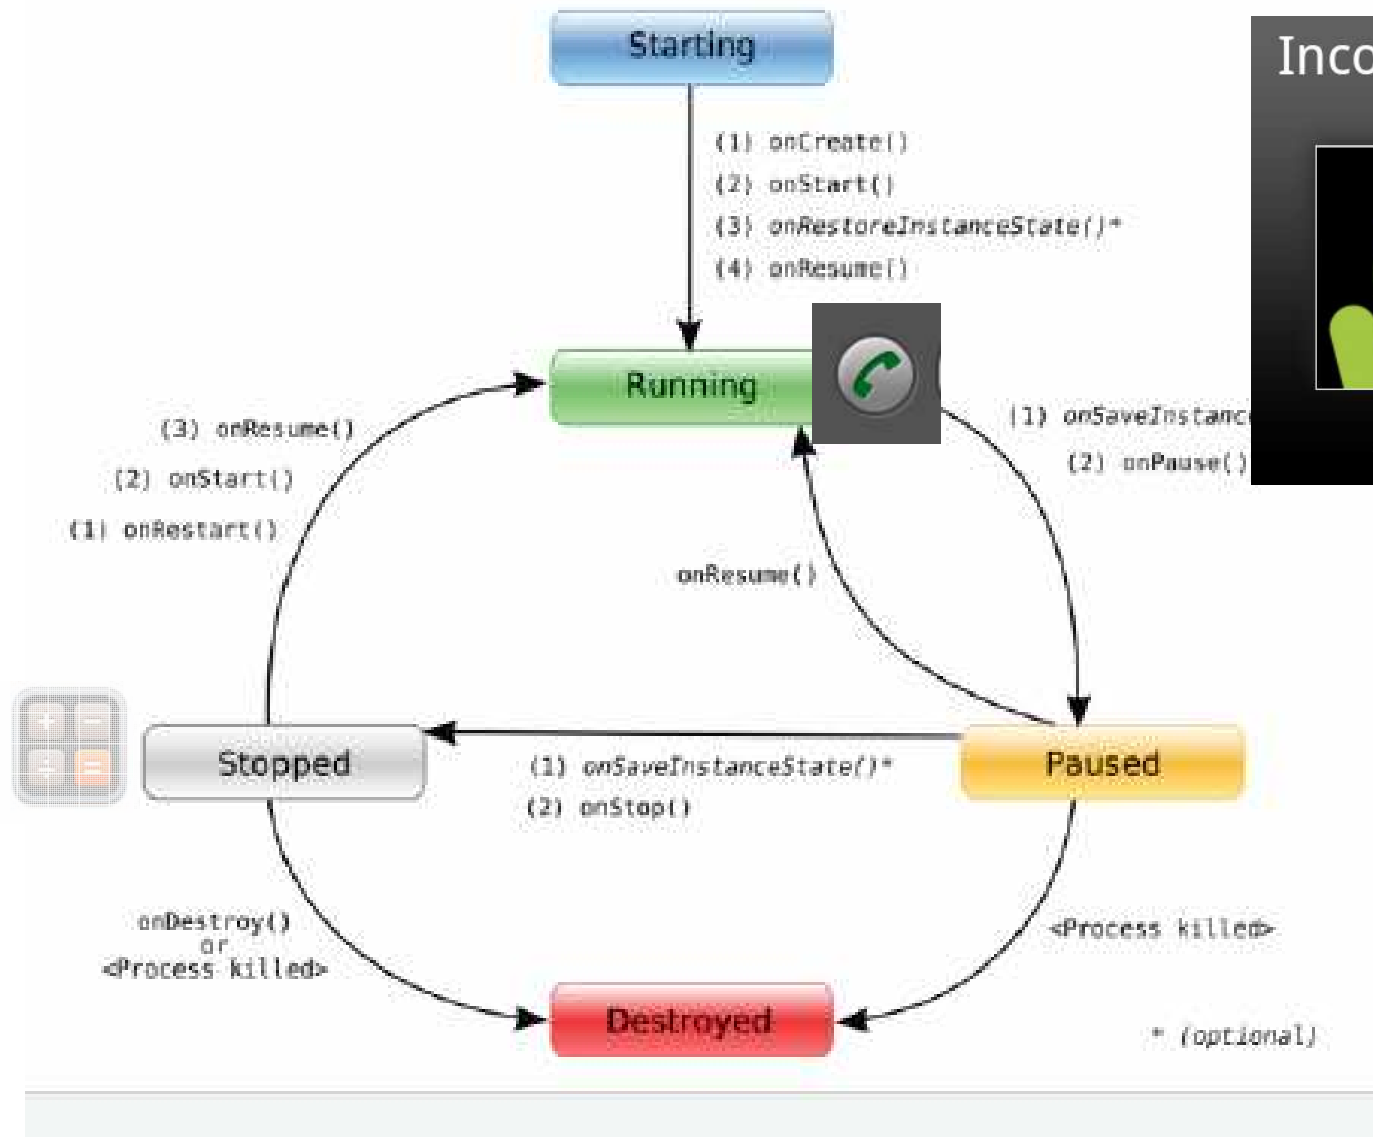 Starting
Inco
(1) onCreate()
(2) onStart()
(3) onRestoreInstanceState()*
(4) onResume()
Running
(1) onSaveInstanc
(2) onPause()
(3) onResume()
(2) onStart()
(1) onRestart()
onResume()
Stopped
(1) onSaveInstanceState()*
(2) onStop()
Paused
onDestroy()
or
<Process killed>
<Process killed>
Destroyed
* (optional)